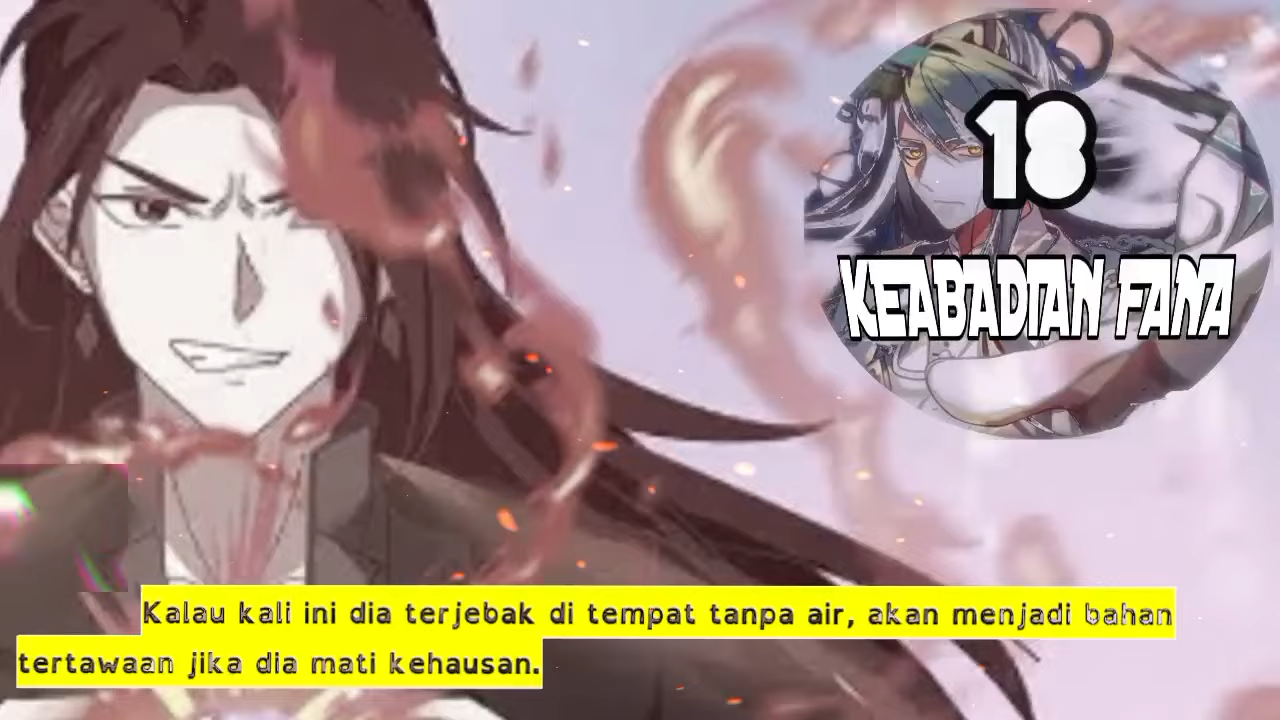 18
KEABADIAN FANA
Kalau kali ini dia terjebak di tempat tanpa air, akan menjadi bahan
tertawaan jika dia mati kehausan.